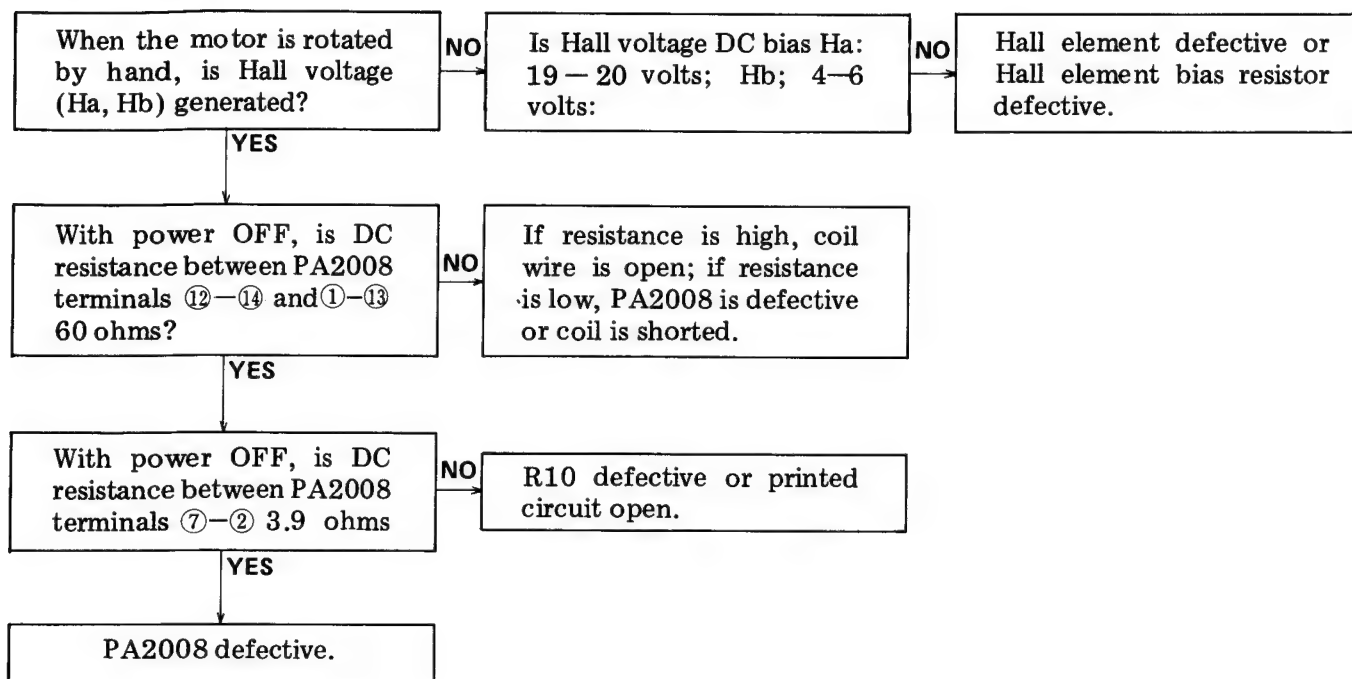 When the motor is rotated
by hand, is Hall voltage
(Ha, Hb) generated?
NO
Is Hall voltage DC bias Ha:
19 – 20 volts; Hb; 4–6
volts:
NO
Hall element defective or
Hall element bias resistor
defective.
YES
With power OFF, is DC
resistance between PA2008
terminals ⑫–⑭ and ①–⑬
60 ohms?
NO
If resistance is high, coil
wire is open; if resistance
is low, PA2008 is defective
or coil is shorted.
YES
With power OFF, is DC
resistance between PA2008
terminals ⑦–② 3.9 ohms
NO
R10 defective or printed
circuit open.
YES
PA2008 defective.